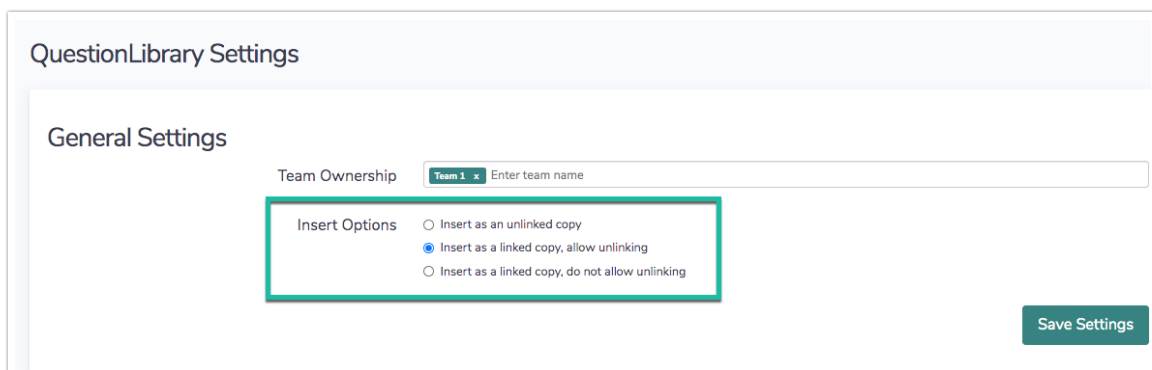 QuestionLibrary Settings
General Settings
Team Ownership Team 1 x Enter team name
Insert Options Insert as an unlinked copy
Insert as a linked copy, allow unlinking
Insert as a linked copy, do not allow unlinking
Save Settings